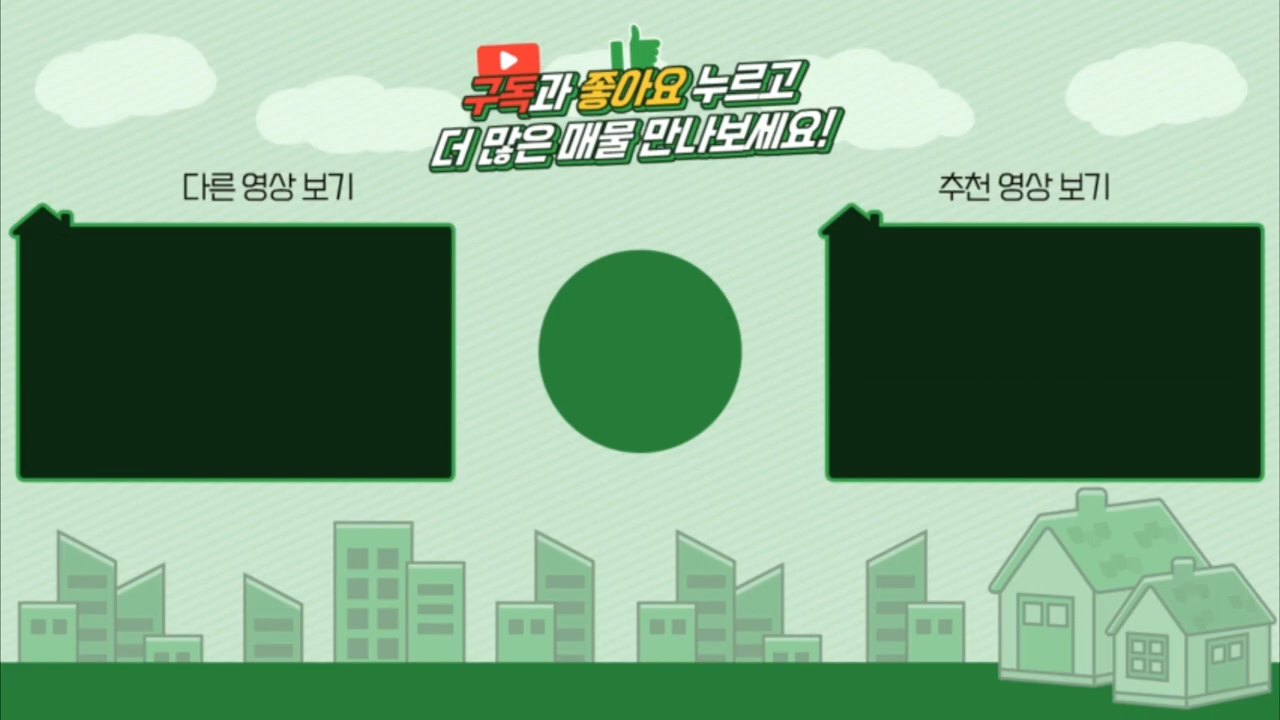 구독과 좋아요 누르고
더 많은 매물 만나보세요!
다른 영상 보기
추천 영상 보기